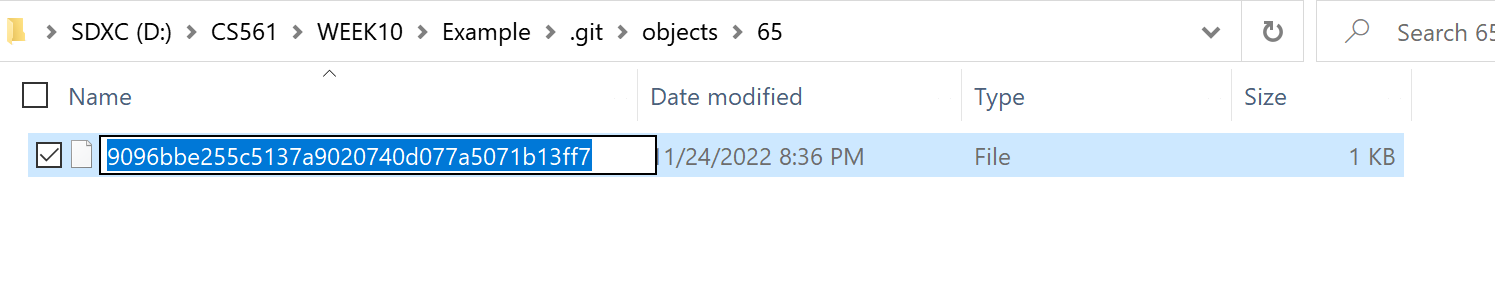 SDXC (D:) > CS561 > WEEK10 > Example > .git > objects > 65
Search 65
Name Date modified Type Size
9096bbe255c5137a9020740d077a5071b13ff7 11/24/2022 8:36 PM File 1 KB